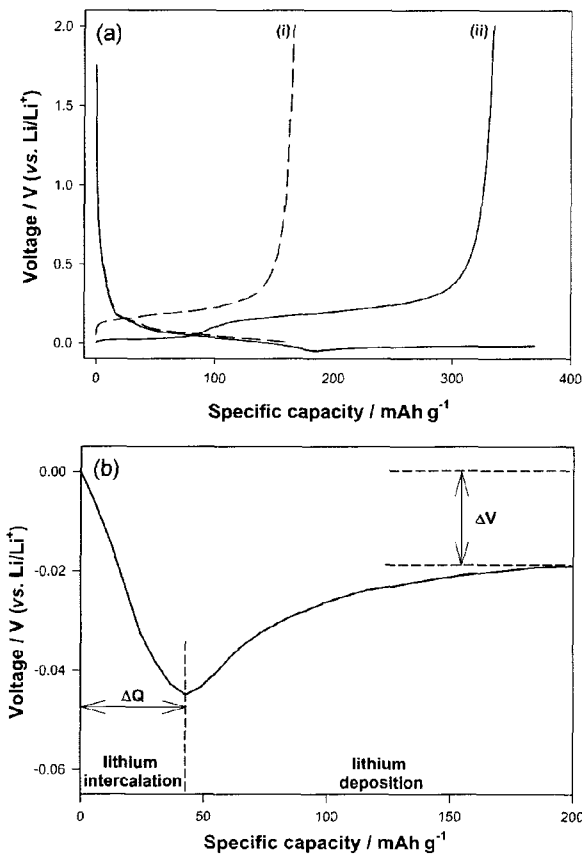 (a)
(i)
(ii)
2.0
1.5
1.0
0.5
0.0
Voltage / V (vs. Li/Li⁺)
0
100
200
300
400
Specific capacity / mAh g⁻¹
(b)
0.00
-0.02
-0.04
-0.06
Voltage / V (vs. Li/Li⁺)
ΔV
ΔQ
lithium
intercalation
lithium
deposition
0
50
100
150
200
Specific capacity / mAh g⁻¹